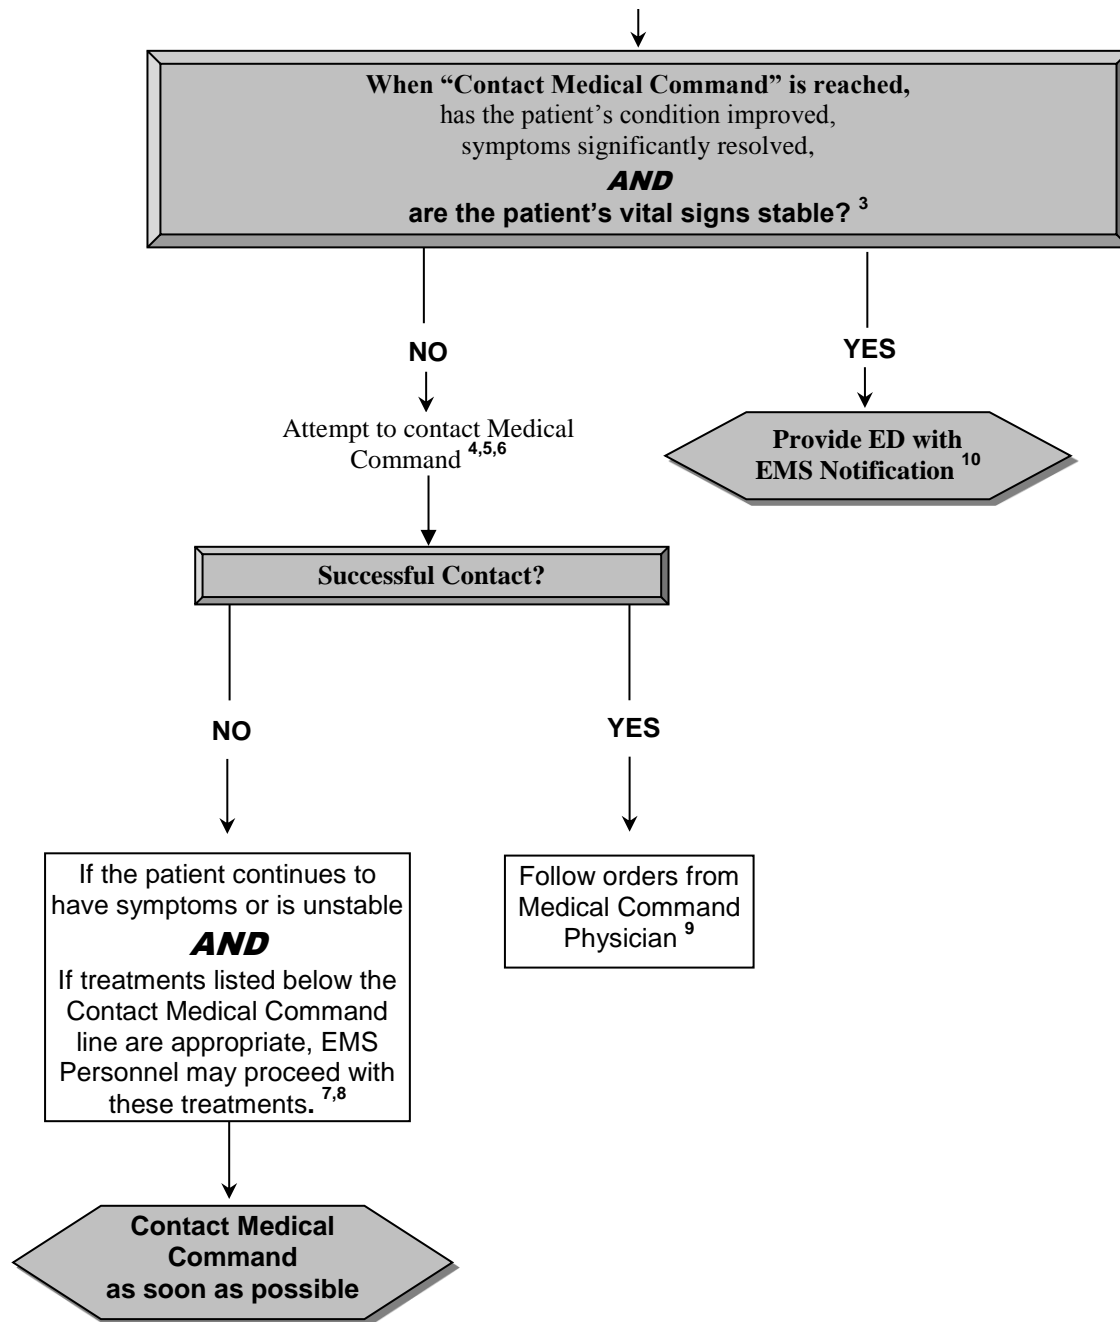 When “Contact Medical Command” is reached,
has the patient’s condition improved,
symptoms significantly resolved,
AND
are the patient’s vital signs stable? 3
NO
YES
Attempt to contact Medical
Command 4,5,6
Provide ED with
EMS Notification 10
Successful Contact?
NO
YES
If the patient continues to
have symptoms or is unstable
AND
If treatments listed below the
Contact Medical Command
line are appropriate, EMS
Personnel may proceed with
these treatments. 7,8
Follow orders from
Medical Command
Physician 9
Contact Medical
Command
as soon as possible